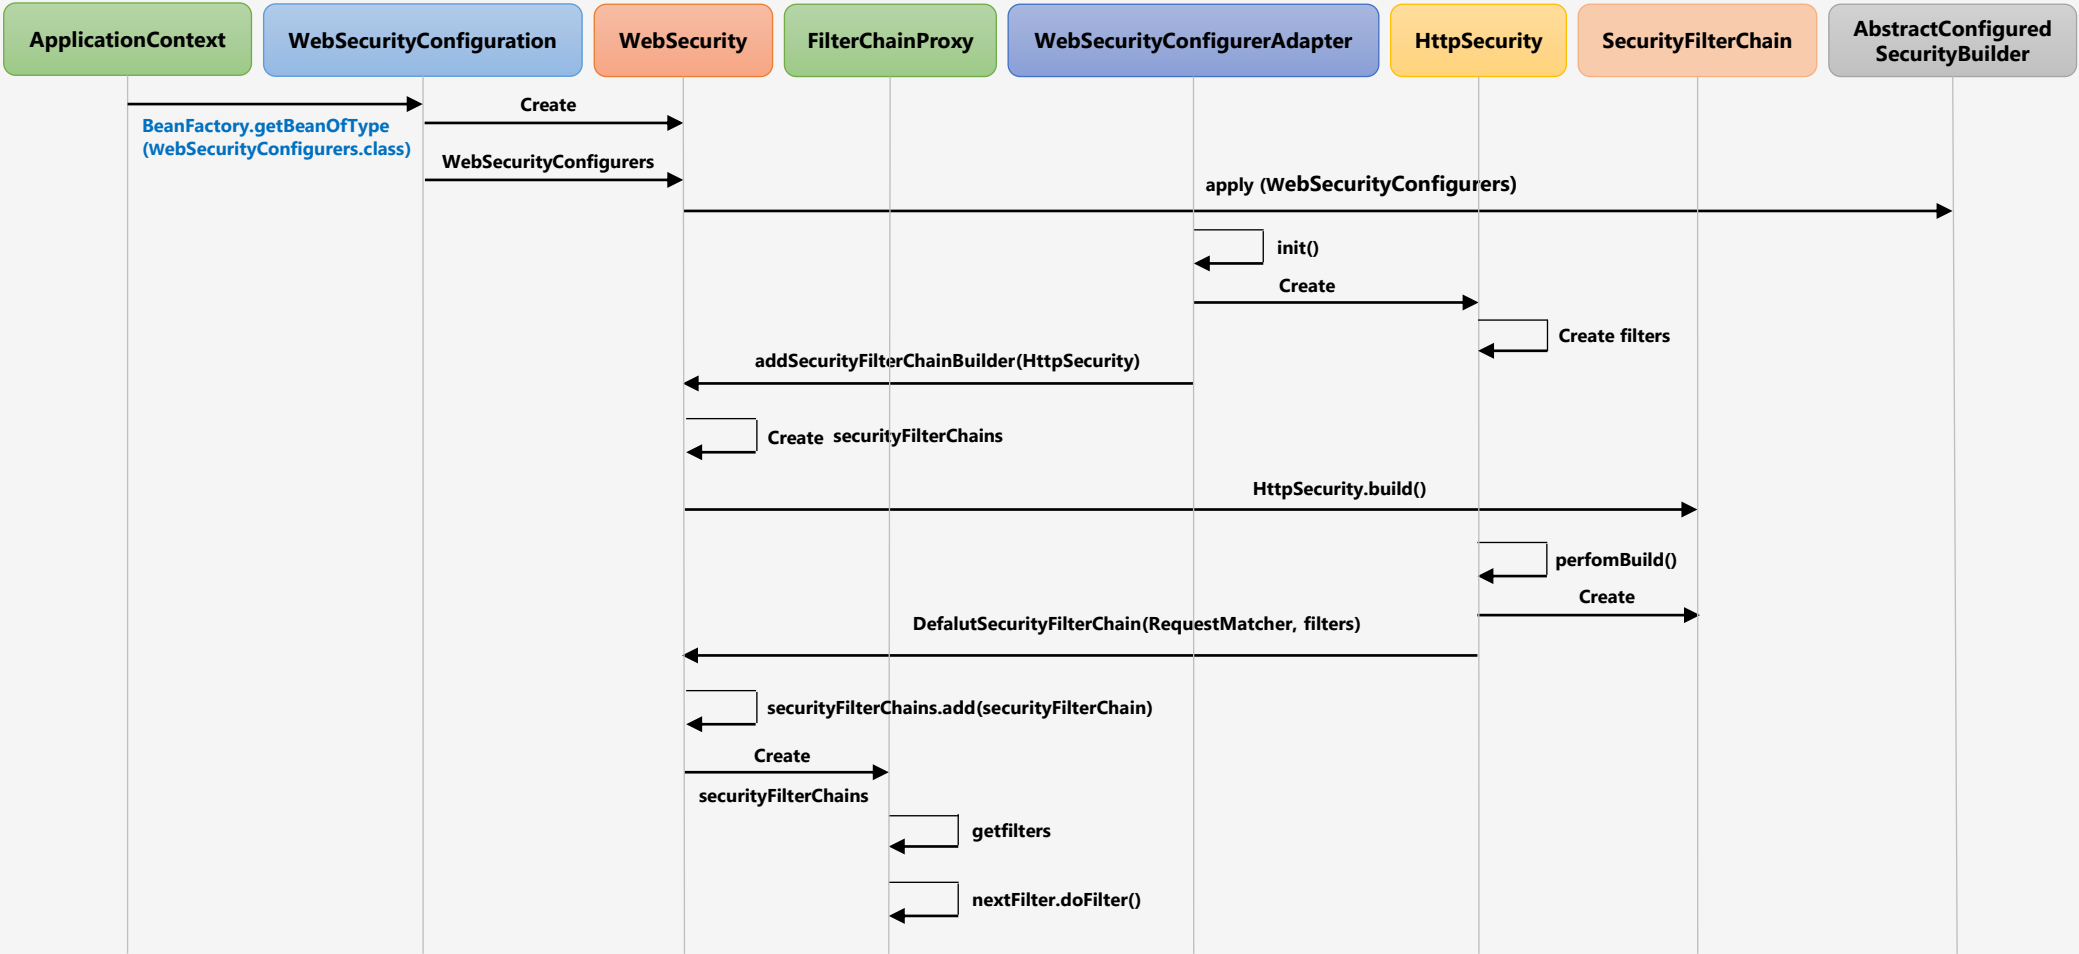 ApplicationContext
WebSecurityConfiguration
WebSecurity
FilterChainProxy
WebSecurityConfigurerAdapter
HttpSecurity
SecurityFilterChain
AbstractConfigured
SecurityBuilder
Create
BeanFactory.getBeanOfType
(WebSecurityConfigurers.class)
WebSecurityConfigurers
apply (WebSecurityConfigurers)
init()
Create
Create filters
addSecurityFilterChainBuilder(HttpSecurity)
Create securityFilterChains
HttpSecurity.build()
perfomBuild()
Create
DefalutSecurityFilterChain(RequestMatcher, filters)
securityFilterChains.add(securityFilterChain)
Create
securityFilterChains
getfilters
nextFilter.doFilter()